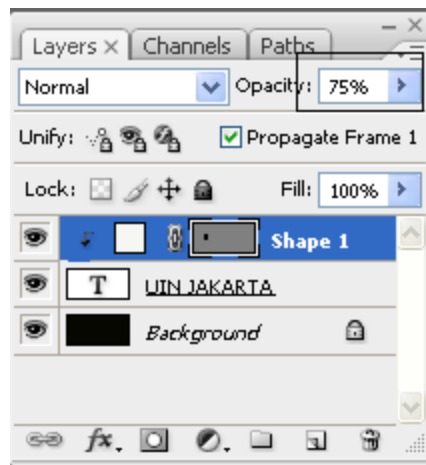 Layers × Channels Paths
Normal Opacity: 75%
Unify: Propagate Frame 1
Lock: Fill: 100%
Shape 1
T UIN JAKARTA
Background
fx.